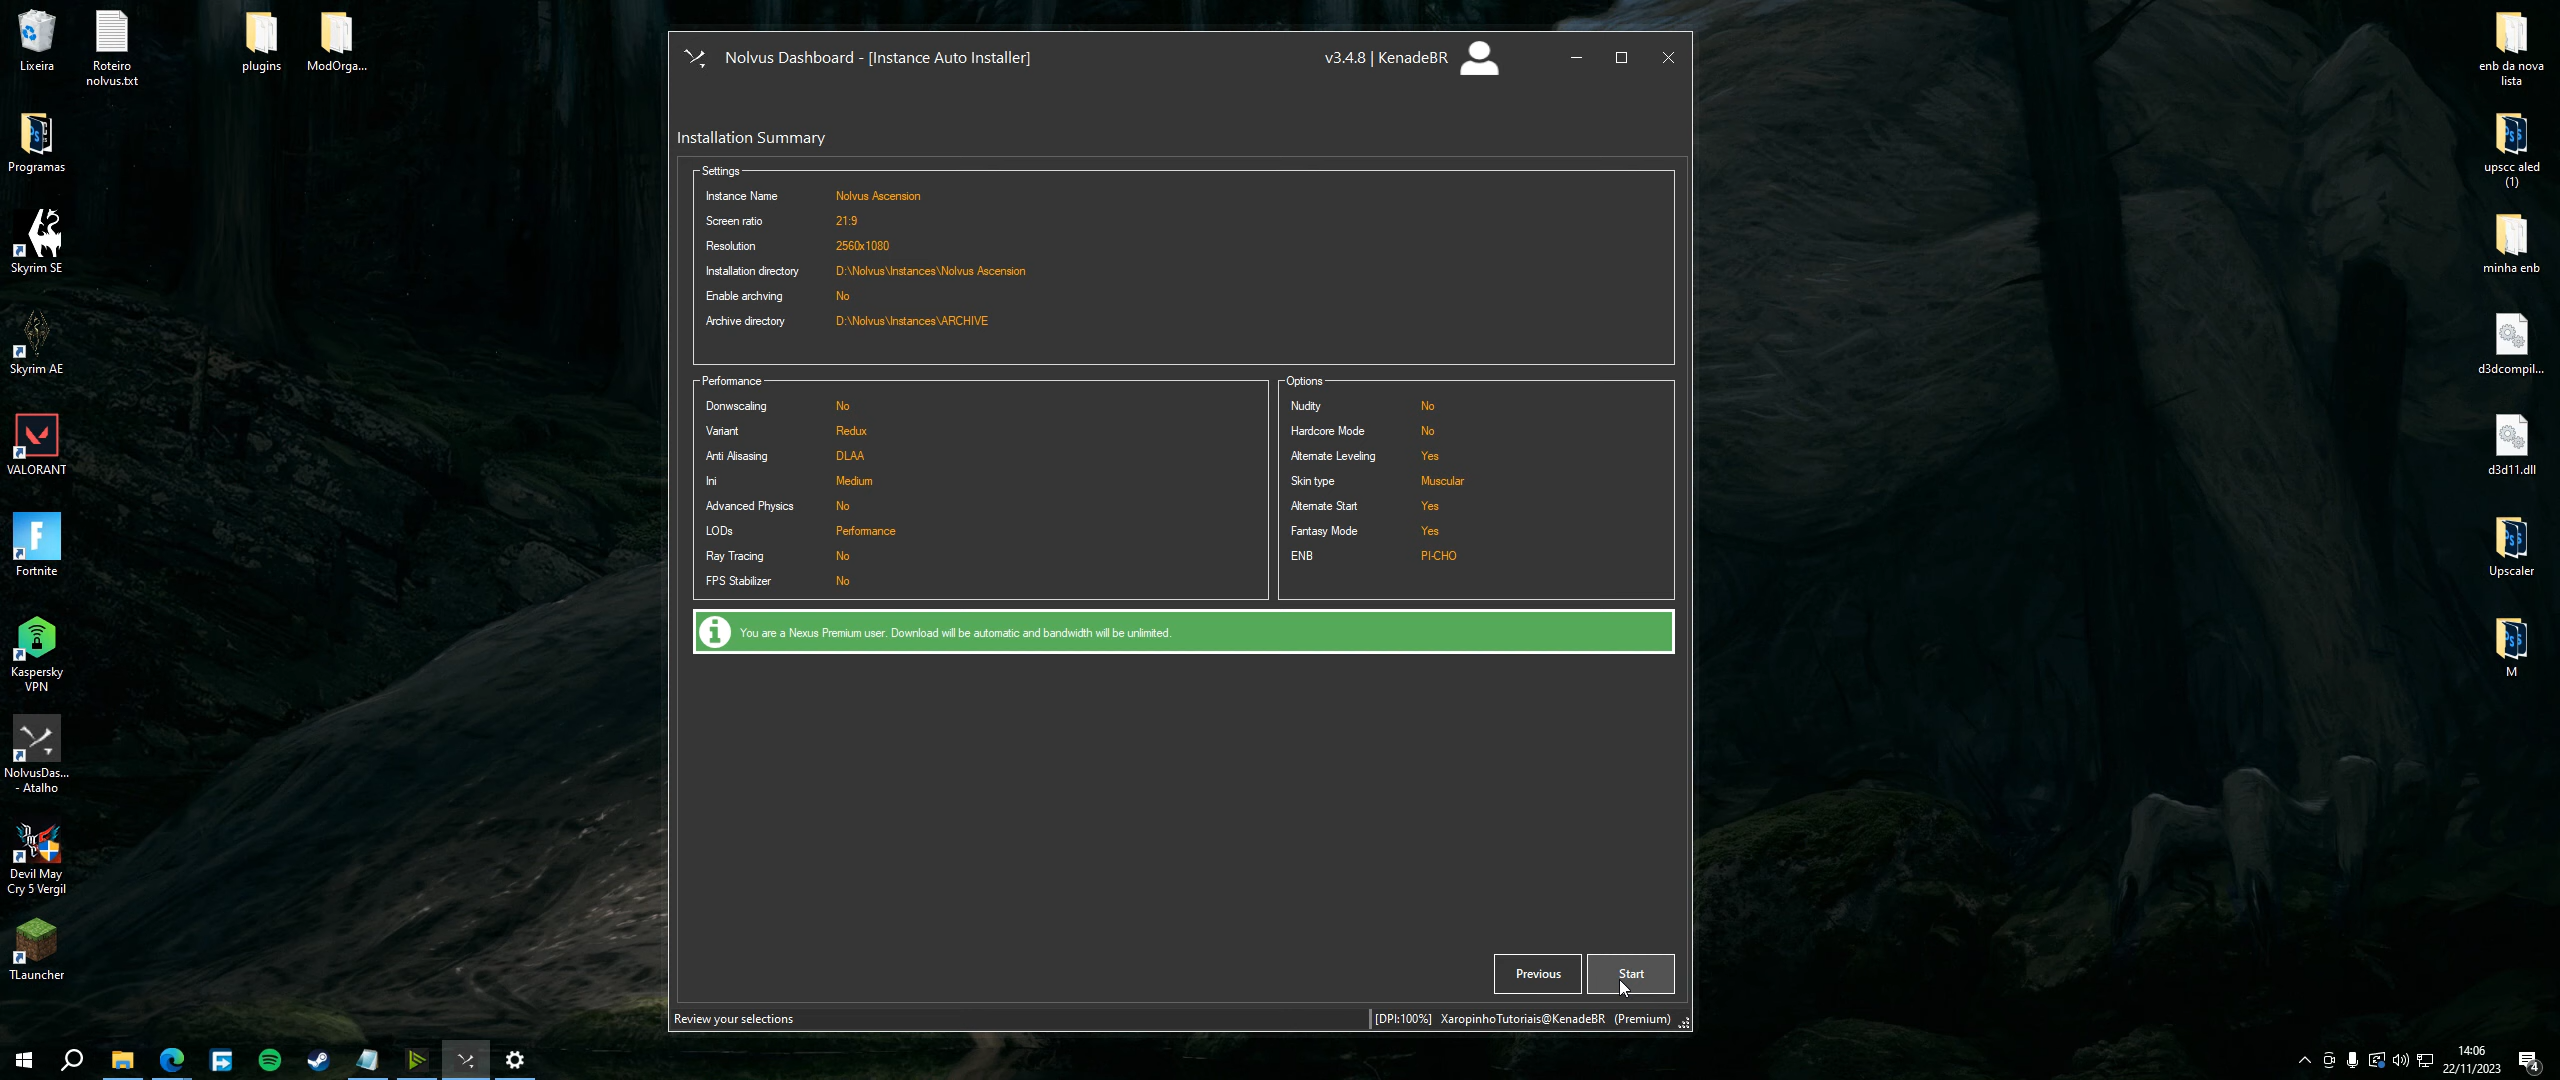 Lixeira
Roteiro
nolvus.txt
plugins
ModOrga...
Programas
Skyrim SE
Skyrim AE
VALORANT
Fortnite
Kaspersky
VPN
NolvusDas...
- Atalho
Devil May
Cry 5 Vergil
TLauncher
Nolvus Dashboard - [Instance Auto Installer]
v3.4.8 | KenadeBR
Installation Summary
Settings
Instance Name Nolvus Ascension
Screen ratio 21:9
Resolution 2560x1080
Installation directory D:\Nolvus\Instances\Nolvus Ascension
Enable archving No
Archive directory D:\Nolvus\Instances\ARCHIVE
Performance
Donwscaling No
Variant Redux
Anti Alisasing DLAA
Ini Medium
Advanced Physics No
LODs Performance
Ray Tracing No
FPS Stabilizer No
Options
Nudity No
Hardcore Mode No
Alternate Leveling Yes
Skin type Muscular
Alternate Start Yes
Fantasy Mode Yes
ENB PI-CHO
You are a Nexus Premium user. Download will be automatic and bandwidth will be unlimited.
Previous
Start
Review your selections
[DPI:100%] XaropinhoTutoriais@KenadeBR (Premium)
enb da nova
lista
upscc aled
(1)
minha enb
d3dcompil...
d3d11.dll
Upscaler
M
14:06
22/11/2023
4